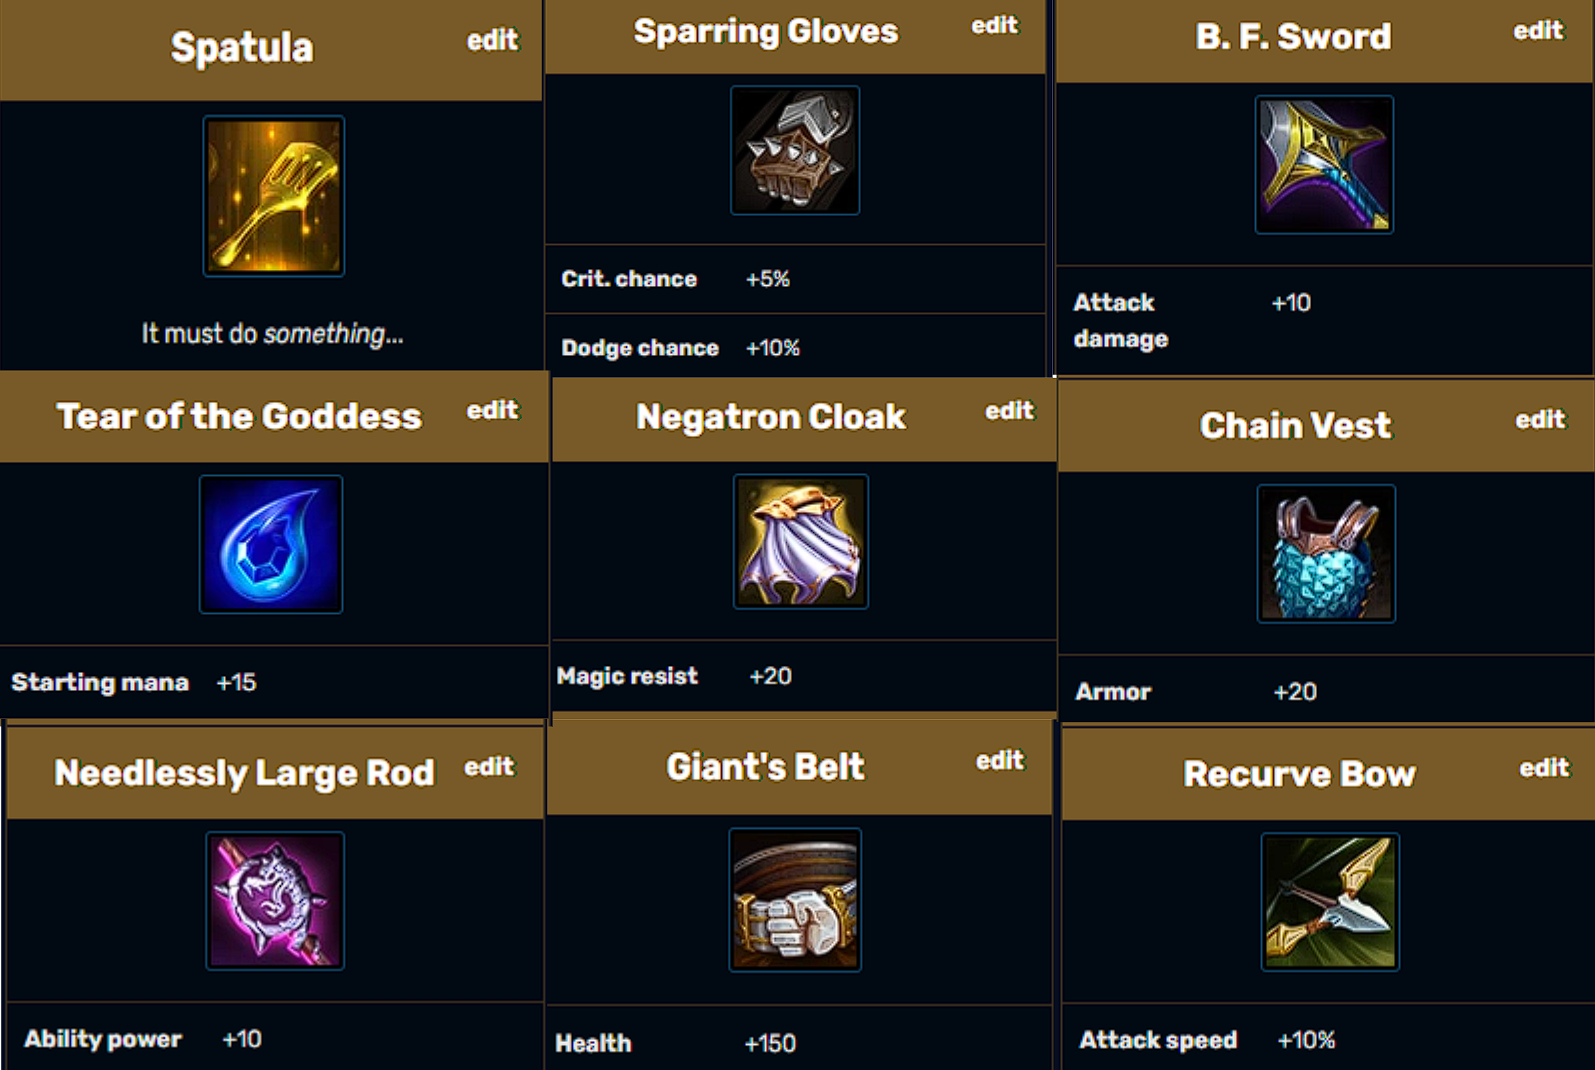 Spatula edit
It must do something...
Sparring Gloves edit
Crit. chance +5%
Dodge chance +10%
B. F. Sword edit
Attack +10
damage
Tear of the Goddess edit
Starting mana +15
Negatron Cloak edit
Magic resist +20
Chain Vest edit
Armor +20
Needlessly Large Rod edit
Ability power +10
Giant's Belt edit
Health +150
Recurve Bow edit
Attack speed +10%